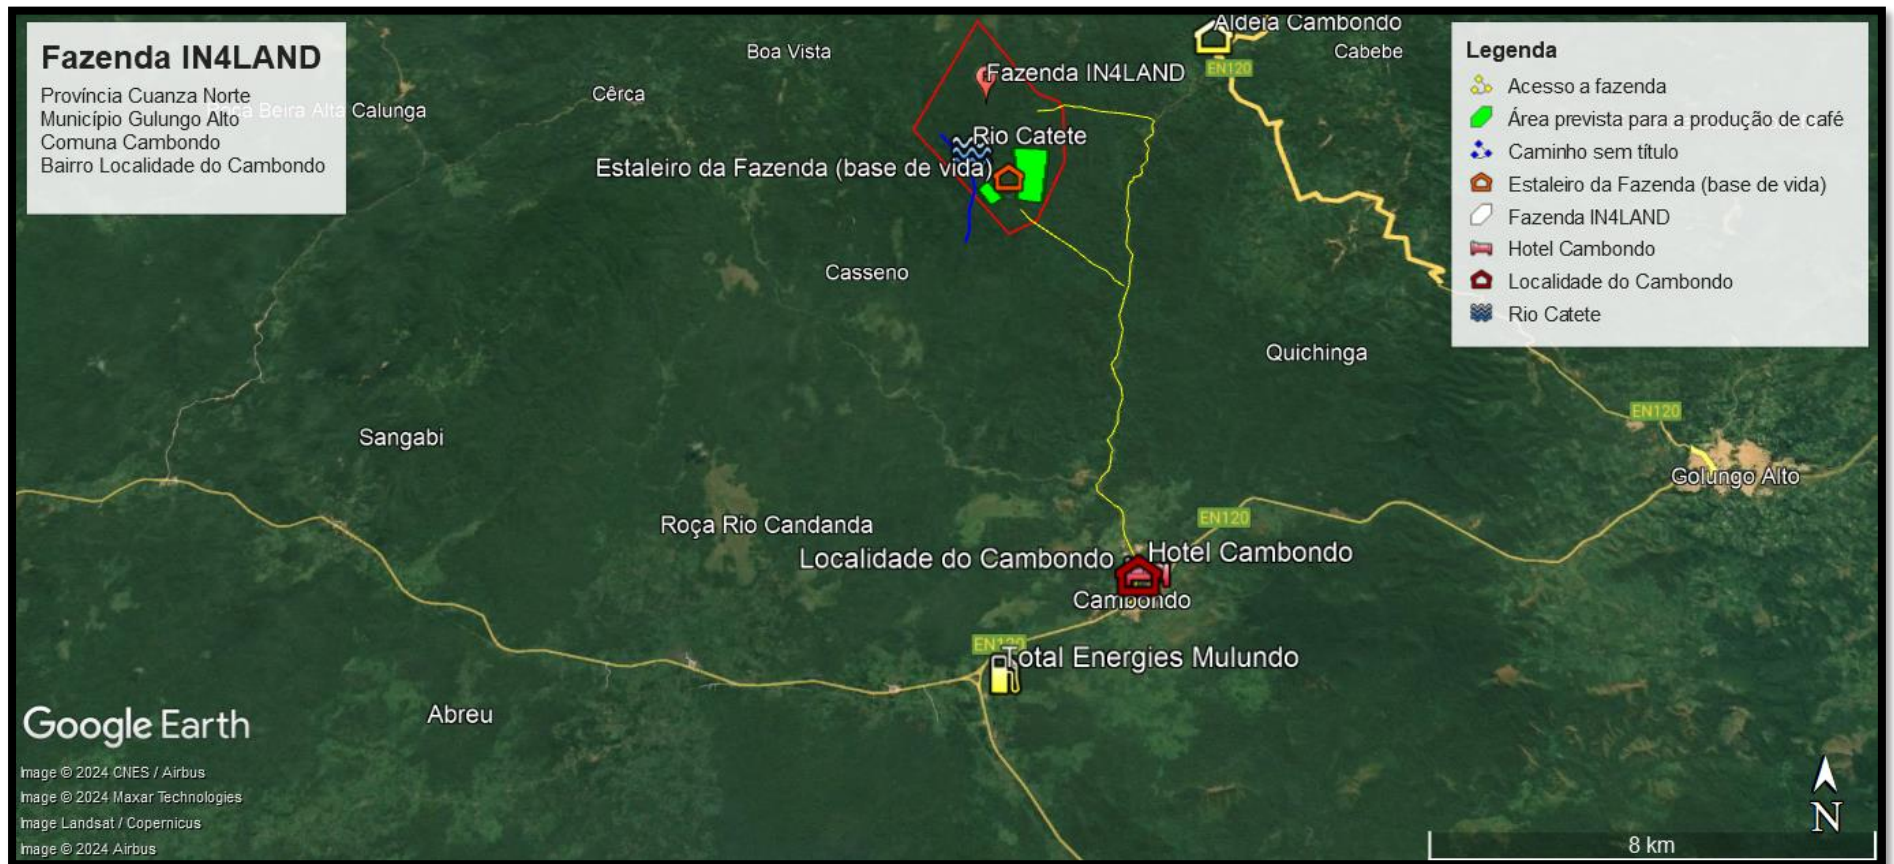 Fazenda IN4LAND
Província Cuanza Norte
Município Gulungo Alto
Comuna Cambondo
Bairro Localidade do Cambondo
Roça Beira Alta Calunga
Boa Vista
Cêrca
Aldeia Cambondo
Cabebe
EN120
Fazenda IN4LAND
Rio Catete
Estaleiro da Fazenda (base de vida)
Casseno
Legenda
Acesso a fazenda
Área prevista para a produção de café
Caminho sem título
Estaleiro da Fazenda (base de vida)
Fazenda IN4LAND
Hotel Cambondo
Localidade do Cambondo
Rio Catete
Quichinga
EN120
Sangabi
Golungo Alto
EN120
Roça Rio Candanda
Localidade do Cambondo
Hotel Cambondo
Cambondo
EN120
Total Energies Mulundo
Abreu
Google Earth
Image © 2024 CNES / Airbus
Image © 2024 Maxar Technologies
Image Landsat / Copernicus
Image © 2024 Airbus
N
8 km